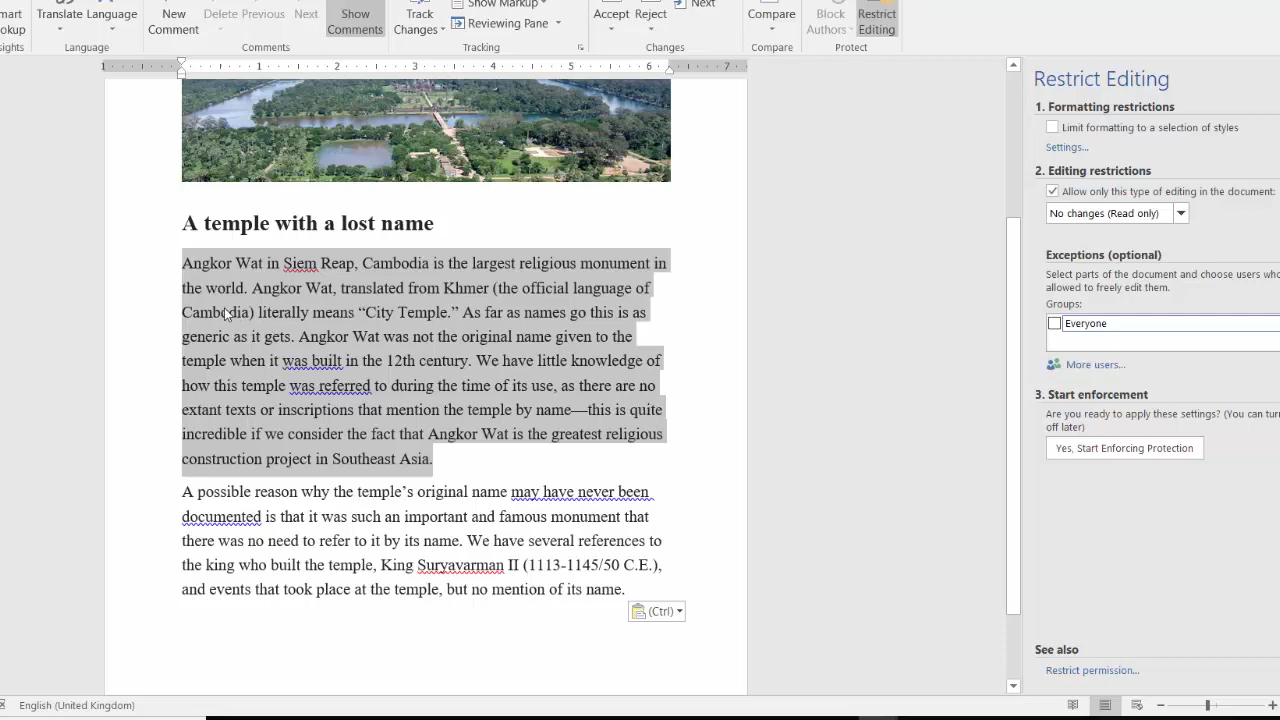 mart
Translate Language
New
Delete Previous
Next
Show
Track
Show Markup
Reviewing Pane
Accept Reject
Next
Compare
Block
Restrict
ookup
Comment
Comments
Changes
Authors
Editing
sights
Language
Comments
Tracking
Changes
Compare
Protect
1 1 2 3 4 5 6 7
A temple with a lost name
Angkor Wat in Siem Reap, Cambodia is the largest religious monument in
the world. Angkor Wat, translated from Khmer (the official language of
Cambodia) literally means “City Temple.” As far as names go this is as
generic as it gets. Angkor Wat was not the original name given to the
temple when it was built in the 12th century. We have little knowledge of
how this temple was referred to during the time of its use, as there are no
extant texts or inscriptions that mention the temple by name—this is quite
incredible if we consider the fact that Angkor Wat is the greatest religious
construction project in Southeast Asia.
A possible reason why the temple’s original name may have never been
documented is that it was such an important and famous monument that
there was no need to refer to it by its name. We have several references to
the king who built the temple, King Suryavarman II (1113-1145/50 C.E.),
and events that took place at the temple, but no mention of its name.
(Ctrl)
Restrict Editing
1. Formatting restrictions
Limit formatting to a selection of styles
Settings...
2. Editing restrictions
Allow only this type of editing in the document:
No changes (Read only)
Exceptions (optional)
Select parts of the document and choose users who
allowed to freely edit them.
Groups:
Everyone
More users...
3. Start enforcement
Are you ready to apply these settings? (You can turn
off later)
Yes, Start Enforcing Protection
See also
Restrict permission...
English (United Kingdom)